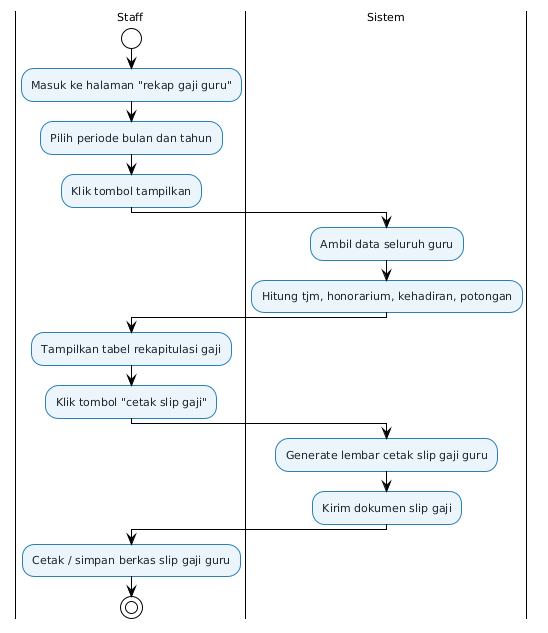 Staff
Sistem
Masuk ke halaman "rekap gaji guru"
Pilih periode bulan dan tahun
Klik tombol tampilkan
Ambil data seluruh guru
Hitung tjm, honorarium, kehadiran, potongan
Tampilkan tabel rekapitulasi gaji
Klik tombol "cetak slip gaji"
Generate lembar cetak slip gaji guru
Kirim dokumen slip gaji
Cetak / simpan berkas slip gaji guru